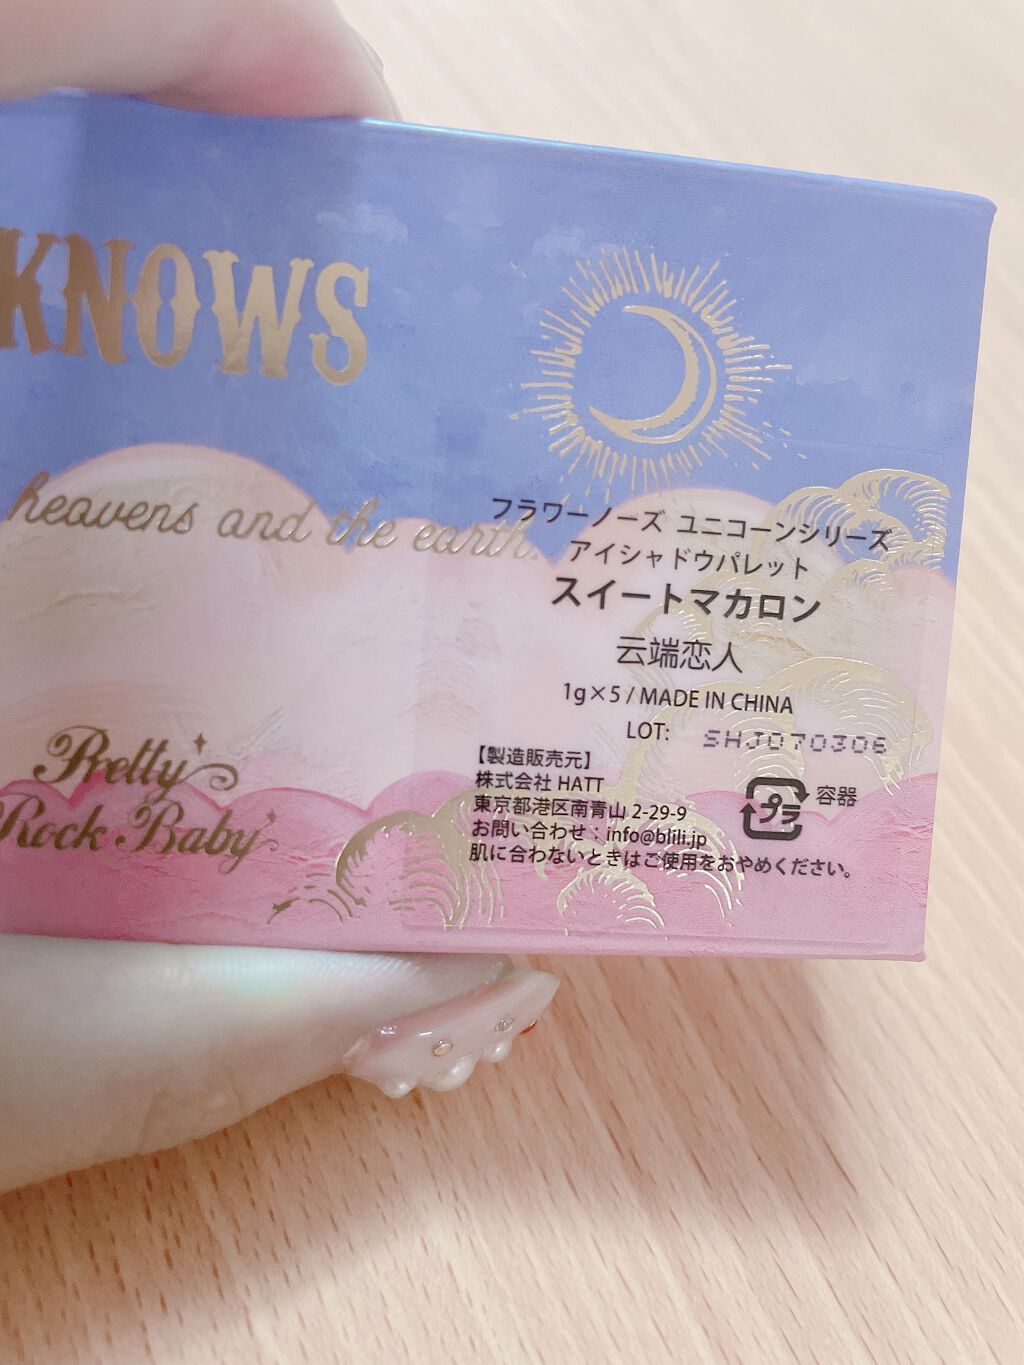 KNOWS
heavens and the earth.
Pretty
Rock Baby
フラワーノーズ ユニコーンシリーズ
アイシャドウパレット
スイートマカロン
云端恋人
1g×5 / MADE IN CHINA
LOT: SHJ070306
【製造販売元】
株式会社 HATT
東京都港区南青山 2-29-9
お問い合わせ：info@blili.jp
肌に合わないときはご使用をおやめください。
プラ 容器